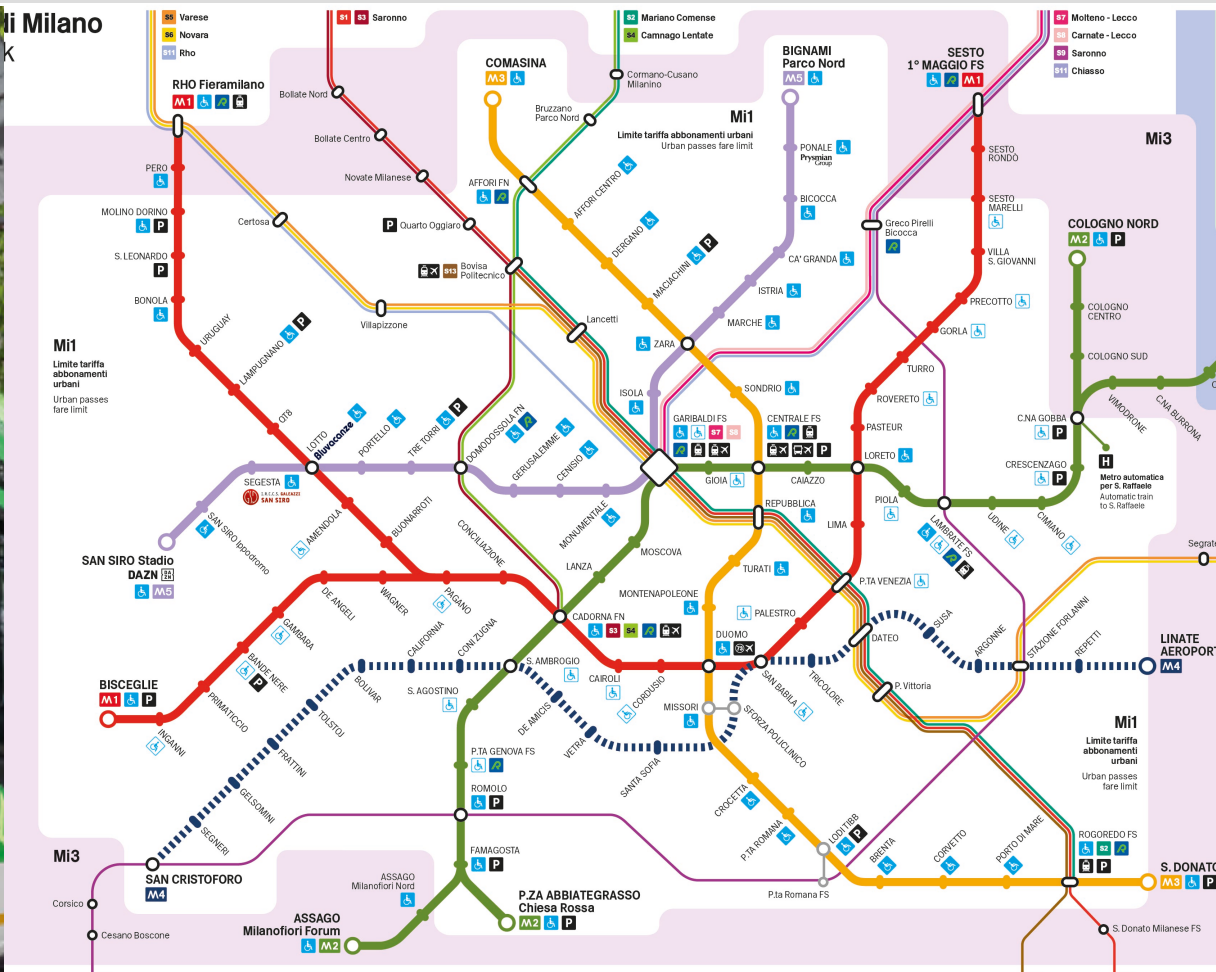 li Milano
k
S5 Varese
S6 Novara
S11 Rho
S1 S3 Saronno
S2 Mariano Comense
S4 Camnago Lentate
S7 Molteno - Lecco
S8 Carnate - Lecco
S9 Saronno
S11 Chiasso
RHO Fieramilano
M1
COMASINA
M3
BIGNAMI
Parco Nord
M5
SESTO
1° MAGGIO FS
M1
Cormano-Cusano
Milanino
Bruzzano
Parco Nord
Bollate Nord
Bollate Centro
Novate Milanese
P Quarto Oggiaro
S13 Bovisa
Politecnico
Certosa
Villapizzone
Lancetti
Mi1
Limite tariffa abbonamenti urbani
Urban passes fare limit
Mi3
PERO
MOLINO DORINO
P
S. LEONARDO
P
BONOLA
URUGUAY
LAMPUGNANO P
QT8
LOTTO
Bluvacanze
PORTELLO
TRE TORRI P
DOMODOSSOLA FN
GERUSALEMME
CENISIO
MONUMENTALE
AFFORI FN
AFFORI CENTRO
DERGANO
MACIACHINI P
ZARA
SONDRIO
PONALE
Prysmian
Group
BICOCCA
CA' GRANDA
ISTRIA
MARCHE
ISOLA
Greco Pirelli
Bicocca
SESTO
RONDÒ
SESTO
MARELLI
VILLA
S. GIOVANNI
PRECOTTO
GORLA
TURRO
ROVERETO
PASTEUR
LORETO
LIMA
COLOGNO NORD
M2 P
COLOGNO
CENTRO
COLOGNO SUD
C.NA GOBBA
P
VIMODRONE
C.NA BURRONA
C
CRESCENZAGO
P
H
Metro automatica
per S. Raffaele
Automatic train
to S. Raffaele
Mi1
Limite tariffa
abbonamenti
urbani
Urban passes
fare limit
GARIBALDI FS
S7 S8
CENTRALE FS
P
GIOIA
CAIAZZO
PIOLA
LAMBRATE FS
UDINE
CIMIANO
Segrate
SEGESTA
I.R.C.C.S. GALEAZZI
SAN SIRO
SAN SIRO Ippodromo
SAN SIRO Stadio
DAZN
M5
AMENDOLA
BUONARROTI
CONCILIAZIONE
PAGANO
WAGNER
DE ANGELI
GAMBARA
BANDE NERE
P
PRIMATICCIO
INGANNI
BISCEGLIE
M1 P
REPUBBLICA
MOSCOVA
LANZA
TURATI
MONTENAPOLEONE
CADORNA FN
S3 S4
P.TA VENEZIA
PALESTRO
DUOMO
73
CAIROLI
CORDUSIO
SAN BABILA
TRICOLORE
DATEO
SUSA
ARGONNE
STAZIONE FORLANINI
REPETTI
LINATE
AEROPORT
M4
P. Vittoria
CALIFORNIA
CONI ZUGNA
BOLIVAR
TOLSTOJ
FRATTINI
GELSOMINI
SEGNERI
SAN CRISTOFORO
M4
S. AMBROGIO
S. AGOSTINO
DE AMICIS
VETRA
SANTA SOFIA
MISSORI
SFORZA POLICLINICO
P.TA GENOVA FS
ROMOLO
P
FAMAGOSTA
P
CROCETTA
P.TA ROMANA
LODI TIBB
P
P.ta Romana FS
BRENTA
CORVETTO
PORTO DI MARE
ROGOREDO FS
S2
P
S. DONATO
M3 P
S. Donato Milanese FS
Mi1
Limite tariffa
abbonamenti
urbani
Urban passes
fare limit
Mi3
Corsico
Cesano Boscone
ASSAGO
Milanofiori Nord
ASSAGO
Milanofiori Forum
M2
P.ZA ABBIATEGRASSO
Chiesa Rossa
M2 P